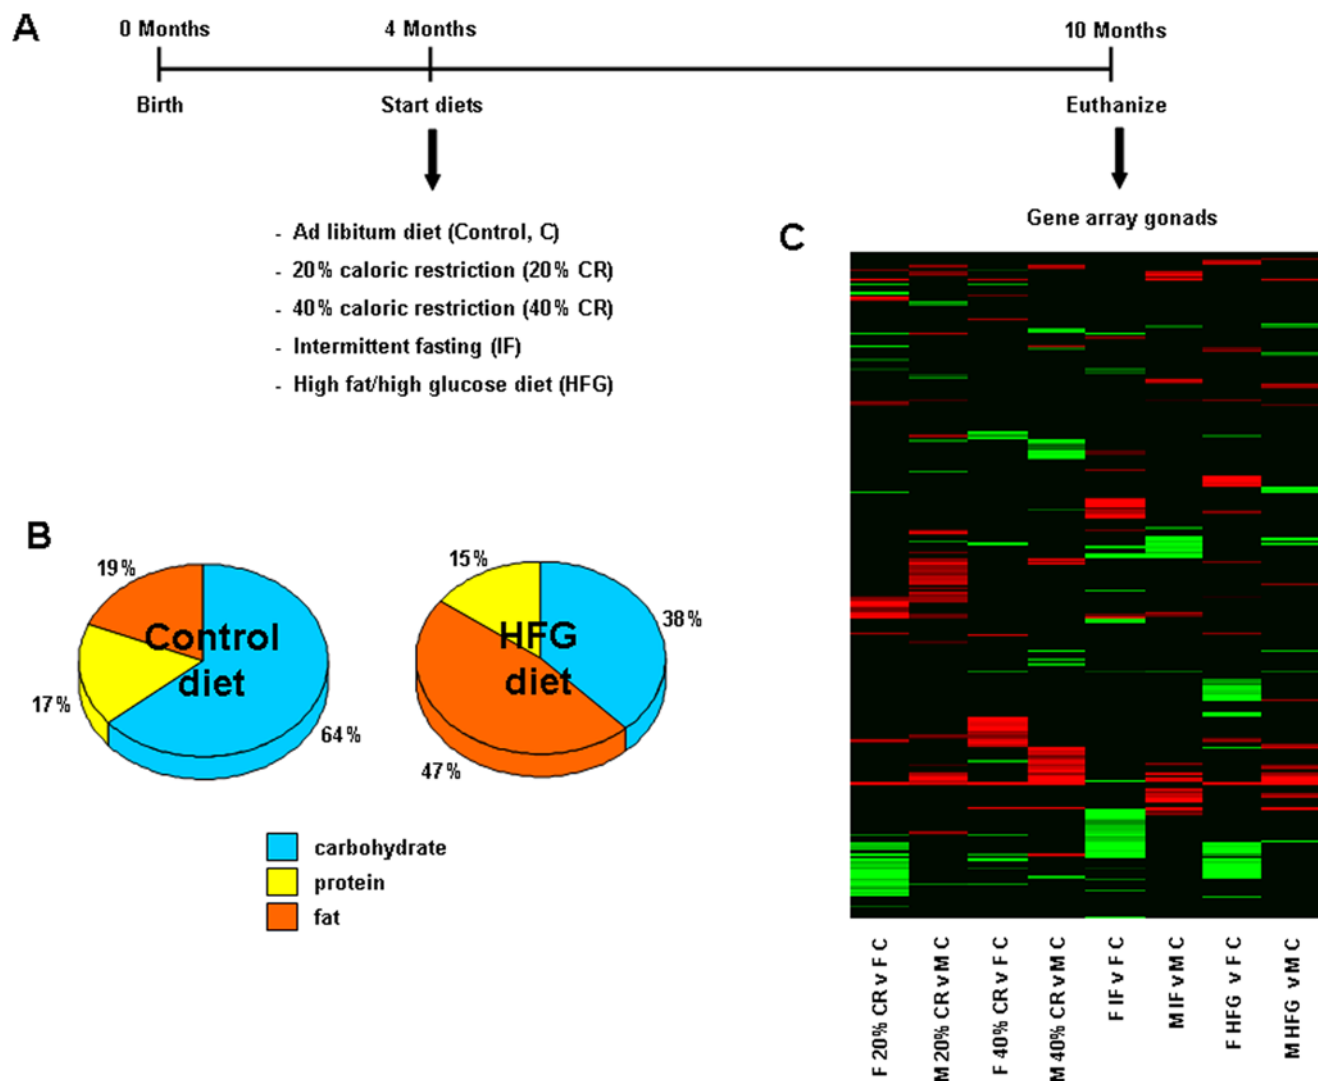 A
0 Months
4 Months
10 Months
Birth
Start diets
Euthanize
- Ad libitum diet (Control, C)
- 20% caloric restriction (20% CR)
- 40% caloric restriction (40% CR)
- Intermittent fasting (IF)
- High fat/high glucose diet (HFG)
B
19%
17%
64%
Control
diet
15%
38%
47%
HFG
diet
carbohydrate
protein
fat
C
Gene array gonads
F 20% CR v F C
M 20% CR v M C
F 40% CR v F C
M 40% CR v M C
F IF v F C
M IF v M C
F HFG v F C
M HFG v M C